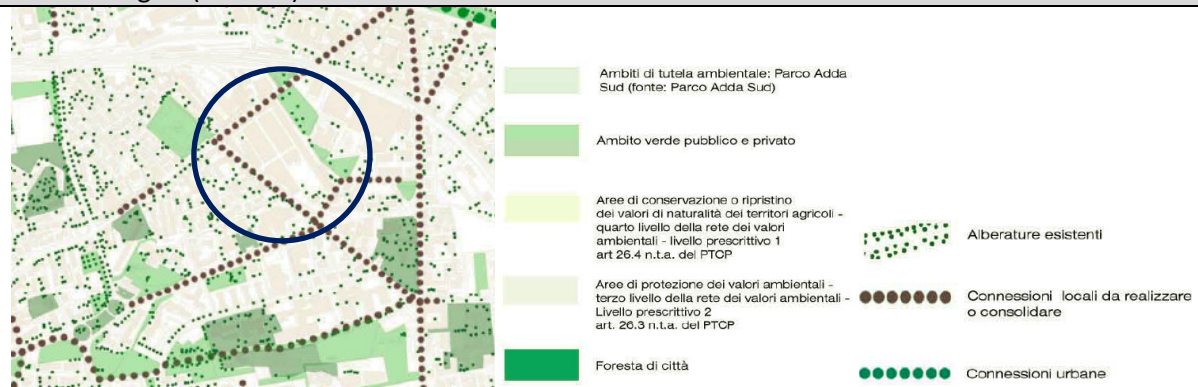 Ambiti di tutela ambientale: Parco Adda
Sud (fonte: Parco Adda Sud)
Ambito verde pubblico e privato
Aree di conservazione o ripristino
dei valori di naturalità dei territori agricoli -
quarto livello della rete dei valori
ambientali - livello prescrittivo 1
art 26.4 n.t.a. del PTCP
Aree di protezione dei valori ambientali -
terzo livello della rete dei valori ambientali -
Livello prescrittivo 2
art. 26.3 n.t.a. del PTCP
Foresta di città
Alberature esistenti
Connessioni locali da realizzare
o consolidare
Connessioni urbane